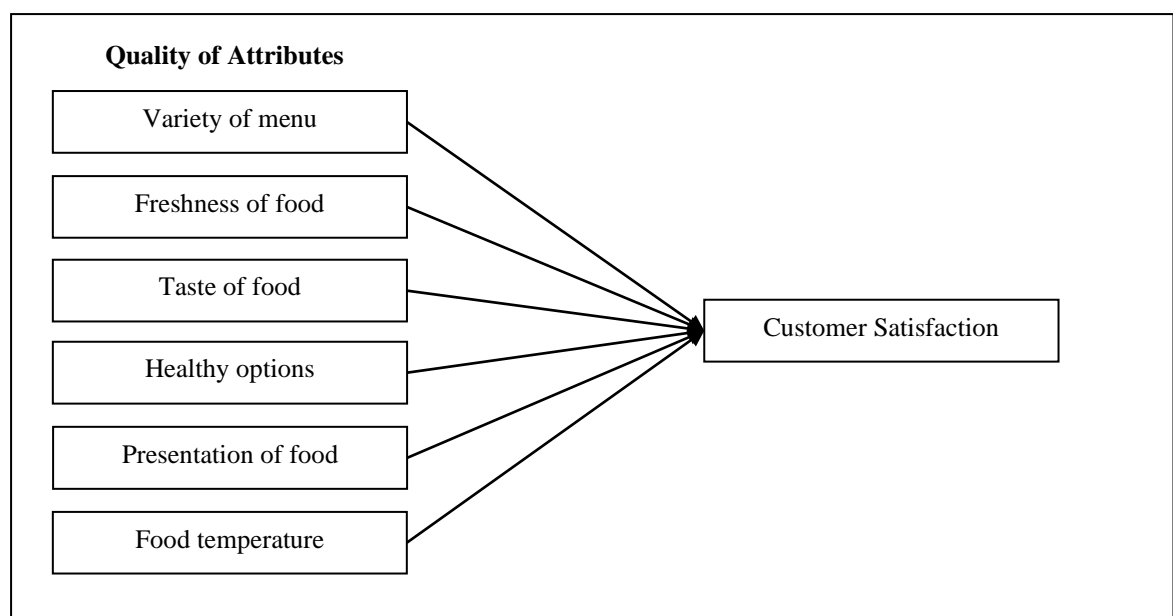 Quality of Attributes
Variety of menu
Freshness of food
Taste of food
Healthy options
Presentation of food
Food temperature
Customer Satisfaction